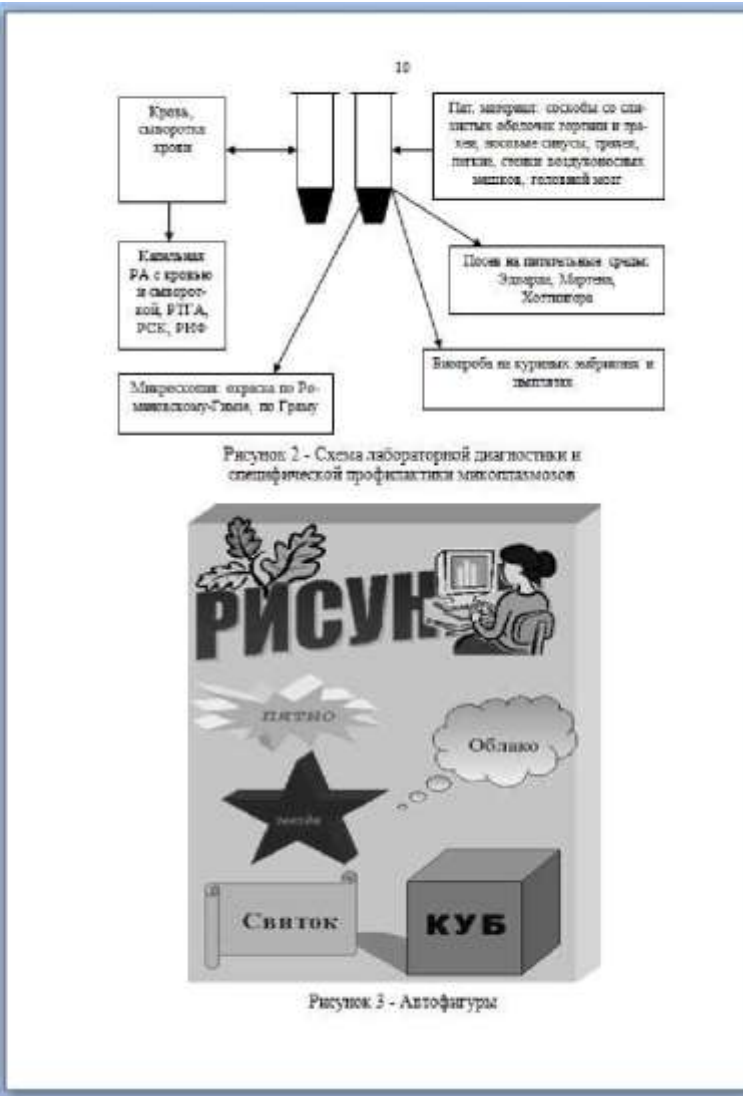 10
Кровь,
сыворотка
крови
Пат. материал: соскобы со сли-
зистых оболочек гортани и тра-
хеи, носовые синусы, трахея,
легкие, стенки воздухоносных
мешков, головной мозг
Капельная
РА с кровью
и сыворот-
кой, РТГА,
РСК, РНФ
Посев на питательные среды:
Эдварда, Мартена,
Хоттингера
Биопроба на куриных эмбрионах и
цыплятах
Микроскопия: окраска по Ро-
мановскому-Гимзе, по Граму
Рисунок 2 - Схема лабораторной диагностики и
специфической профилактики микоплазмозов
РИСУН
ПЯТНО
Облако
звезда
Свиток
КУБ
Рисунок 3 - Автофигуры